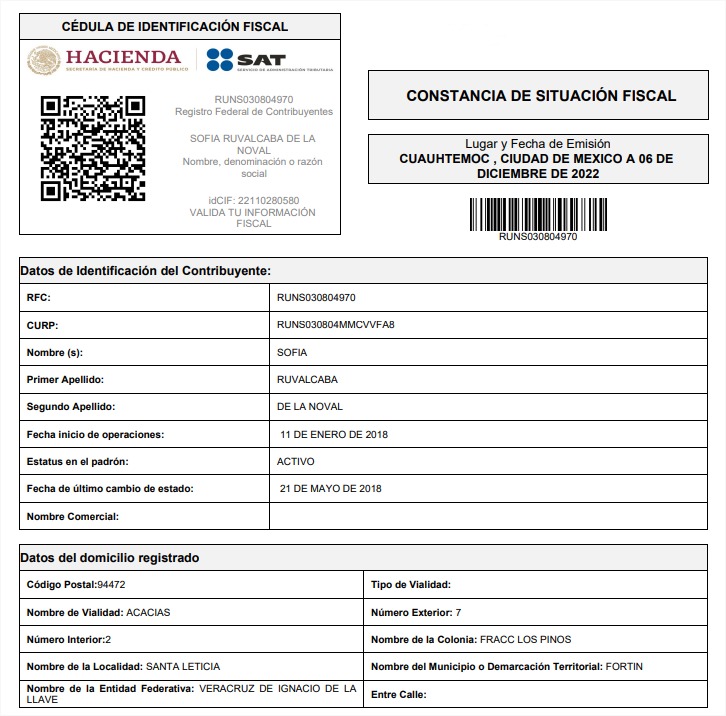 CÉDULA DE IDENTIFICACIÓN FISCAL
HACIENDA
SECRETARÍA DE HACIENDA Y CRÉDITO PÚBLICO
SAT
SERVICIO DE ADMINISTRACIÓN TRIBUTARIA
RUNS030804970
Registro Federal de Contribuyentes
SOFIA RUVALCABA DE LA
NOVAL
Nombre, denominación o razón
social
idCIF: 22110280580
VALIDA TU INFORMACIÓN
FISCAL
CONSTANCIA DE SITUACIÓN FISCAL
Lugar y Fecha de Emisión
CUAUHTEMOC , CIUDAD DE MEXICO A 06 DE
DICIEMBRE DE 2022
RUNS030804970
Datos de Identificación del Contribuyente:
RFC: RUNS030804970
CURP: RUNS030804MMCVVFA8
Nombre (s): SOFIA
Primer Apellido: RUVALCABA
Segundo Apellido: DE LA NOVAL
Fecha inicio de operaciones: 11 DE ENERO DE 2018
Estatus en el padrón: ACTIVO
Fecha de último cambio de estado: 21 DE MAYO DE 2018
Nombre Comercial:
Datos del domicilio registrado
Código Postal:94472 Tipo de Vialidad:
Nombre de Vialidad: ACACIAS Número Exterior: 7
Número Interior:2 Nombre de la Colonia: FRACC LOS PINOS
Nombre de la Localidad: SANTA LETICIA Nombre del Municipio o Demarcación Territorial: FORTIN
Nombre de la Entidad Federativa: VERACRUZ DE IGNACIO DE LA
LLAVE
Entre Calle: